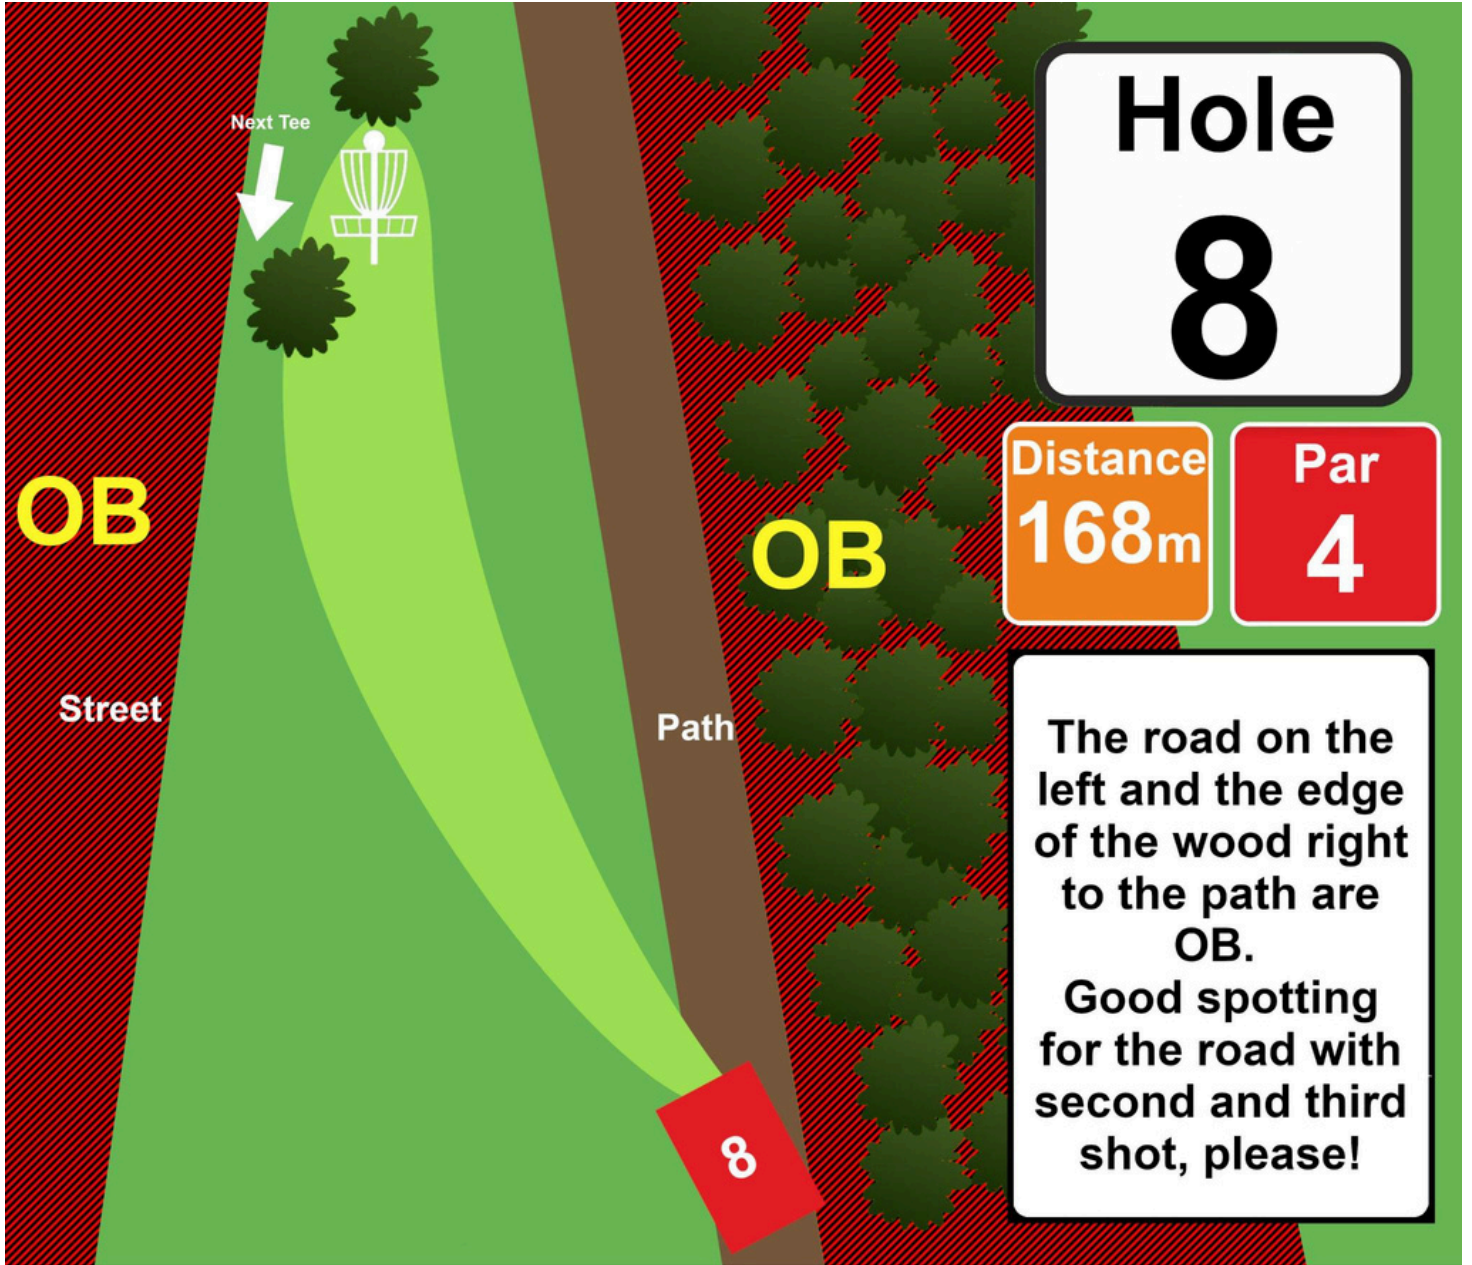 Next Tee
OB
Street
OB
Path
8
Hole
8
Distance
168m
Par
4
The road on the
left and the edge
of the wood right
to the path are
OB.
Good spotting
for the road with
second and third
shot, please!